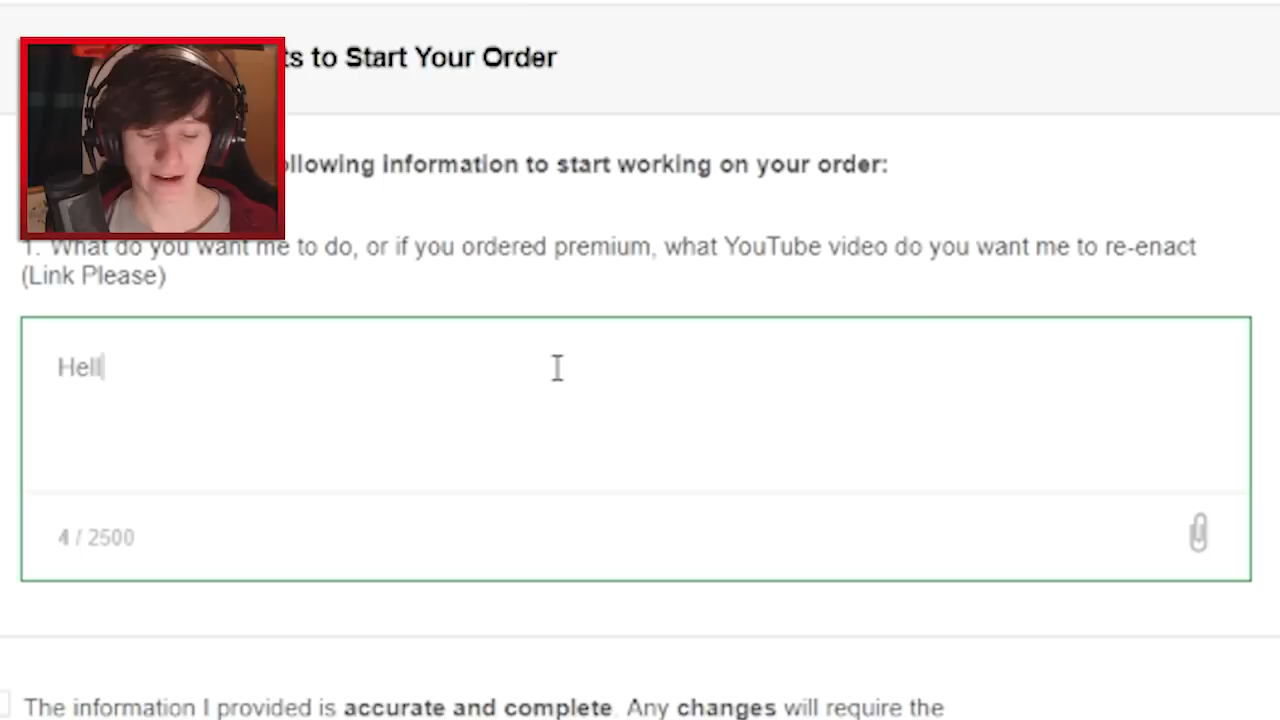 ts to Start Your Order
ollowing information to start working on your order:
1. What do you want me to do, or if you ordered premium, what YouTube video do you want me to re-enact
(Link Please)
Hell
4 / 2500
The information I provided is accurate and complete. Any changes will require the